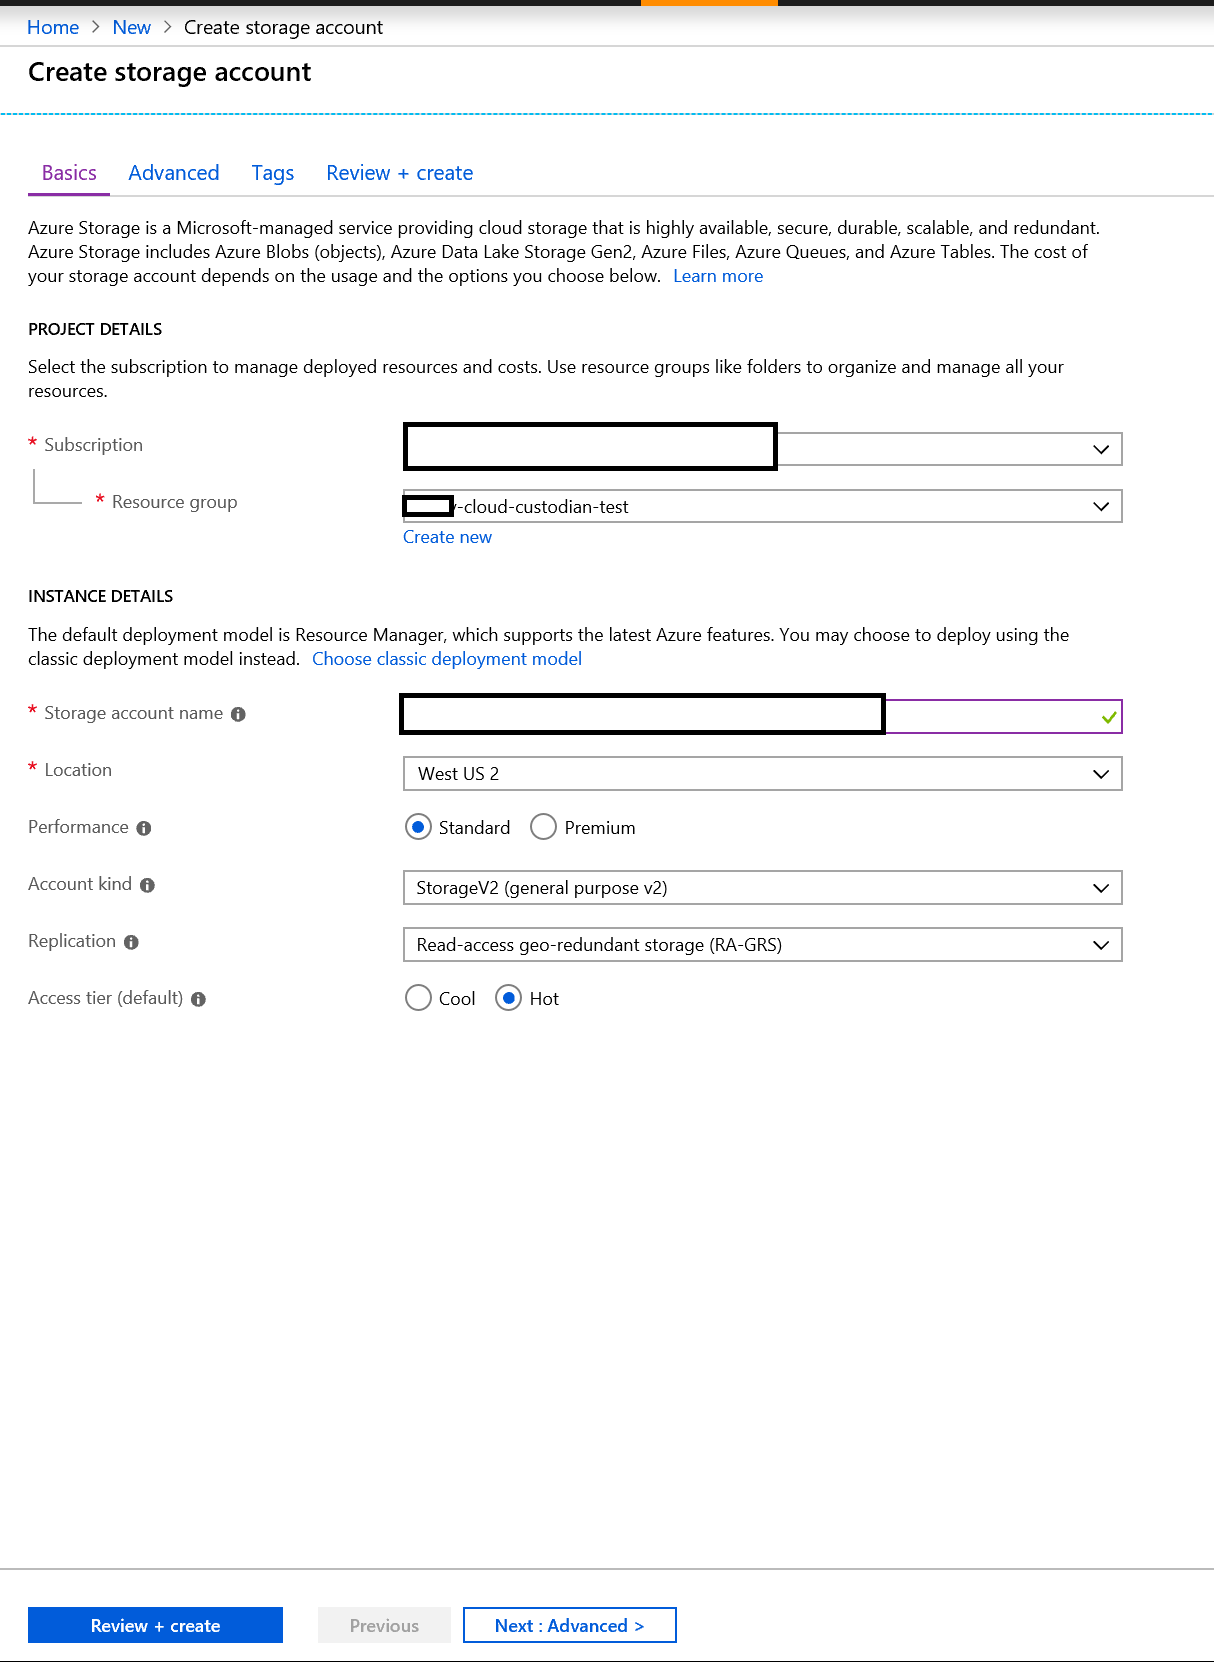 Home > New > Create storage account
Create storage account
Basics Advanced Tags Review + create
Azure Storage is a Microsoft-managed service providing cloud storage that is highly available, secure, durable, scalable, and redundant.
Azure Storage includes Azure Blobs (objects), Azure Data Lake Storage Gen2, Azure Files, Azure Queues, and Azure Tables. The cost of
your storage account depends on the usage and the options you choose below. Learn more
PROJECT DETAILS
Select the subscription to manage deployed resources and costs. Use resource groups like folders to organize and manage all your
resources.
* Subscription
* Resource group
-cloud-custodian-test
Create new
INSTANCE DETAILS
The default deployment model is Resource Manager, which supports the latest Azure features. You may choose to deploy using the
classic deployment model instead. Choose classic deployment model
* Storage account name
* Location West US 2
Performance Standard Premium
Account kind StorageV2 (general purpose v2)
Replication Read-access geo-redundant storage (RA-GRS)
Access tier (default) Cool Hot
Review + create Previous Next : Advanced >